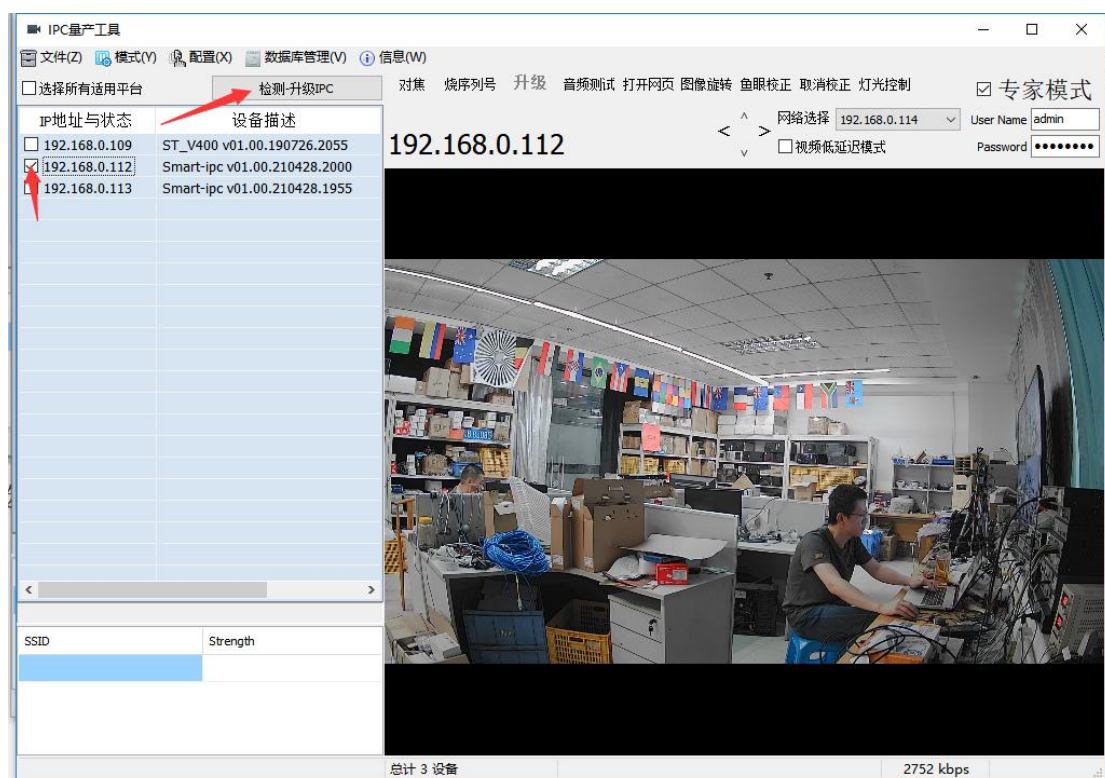 IPC量产工具
文件(Z) 模式(Y) 配置(X) 数据库管理(V) 信息(W)
选择所有适用平台 检测-升级IPC 对焦 烧序列号 升级 音频测试 打开网页 图像旋转 鱼眼校正 取消校正 灯光控制 专家模式
IP地址与状态 设备描述
192.168.0.109 ST_V400 v01.00.190726.2055
192.168.0.112 Smart-ipc v01.00.210428.2000
192.168.0.113 Smart-ipc v01.00.210428.1955
192.168.0.112
网络选择 192.168.0.114 User Name admin
视频低延迟模式 Password
SSID Strength
总计 3 设备 2752 kbps